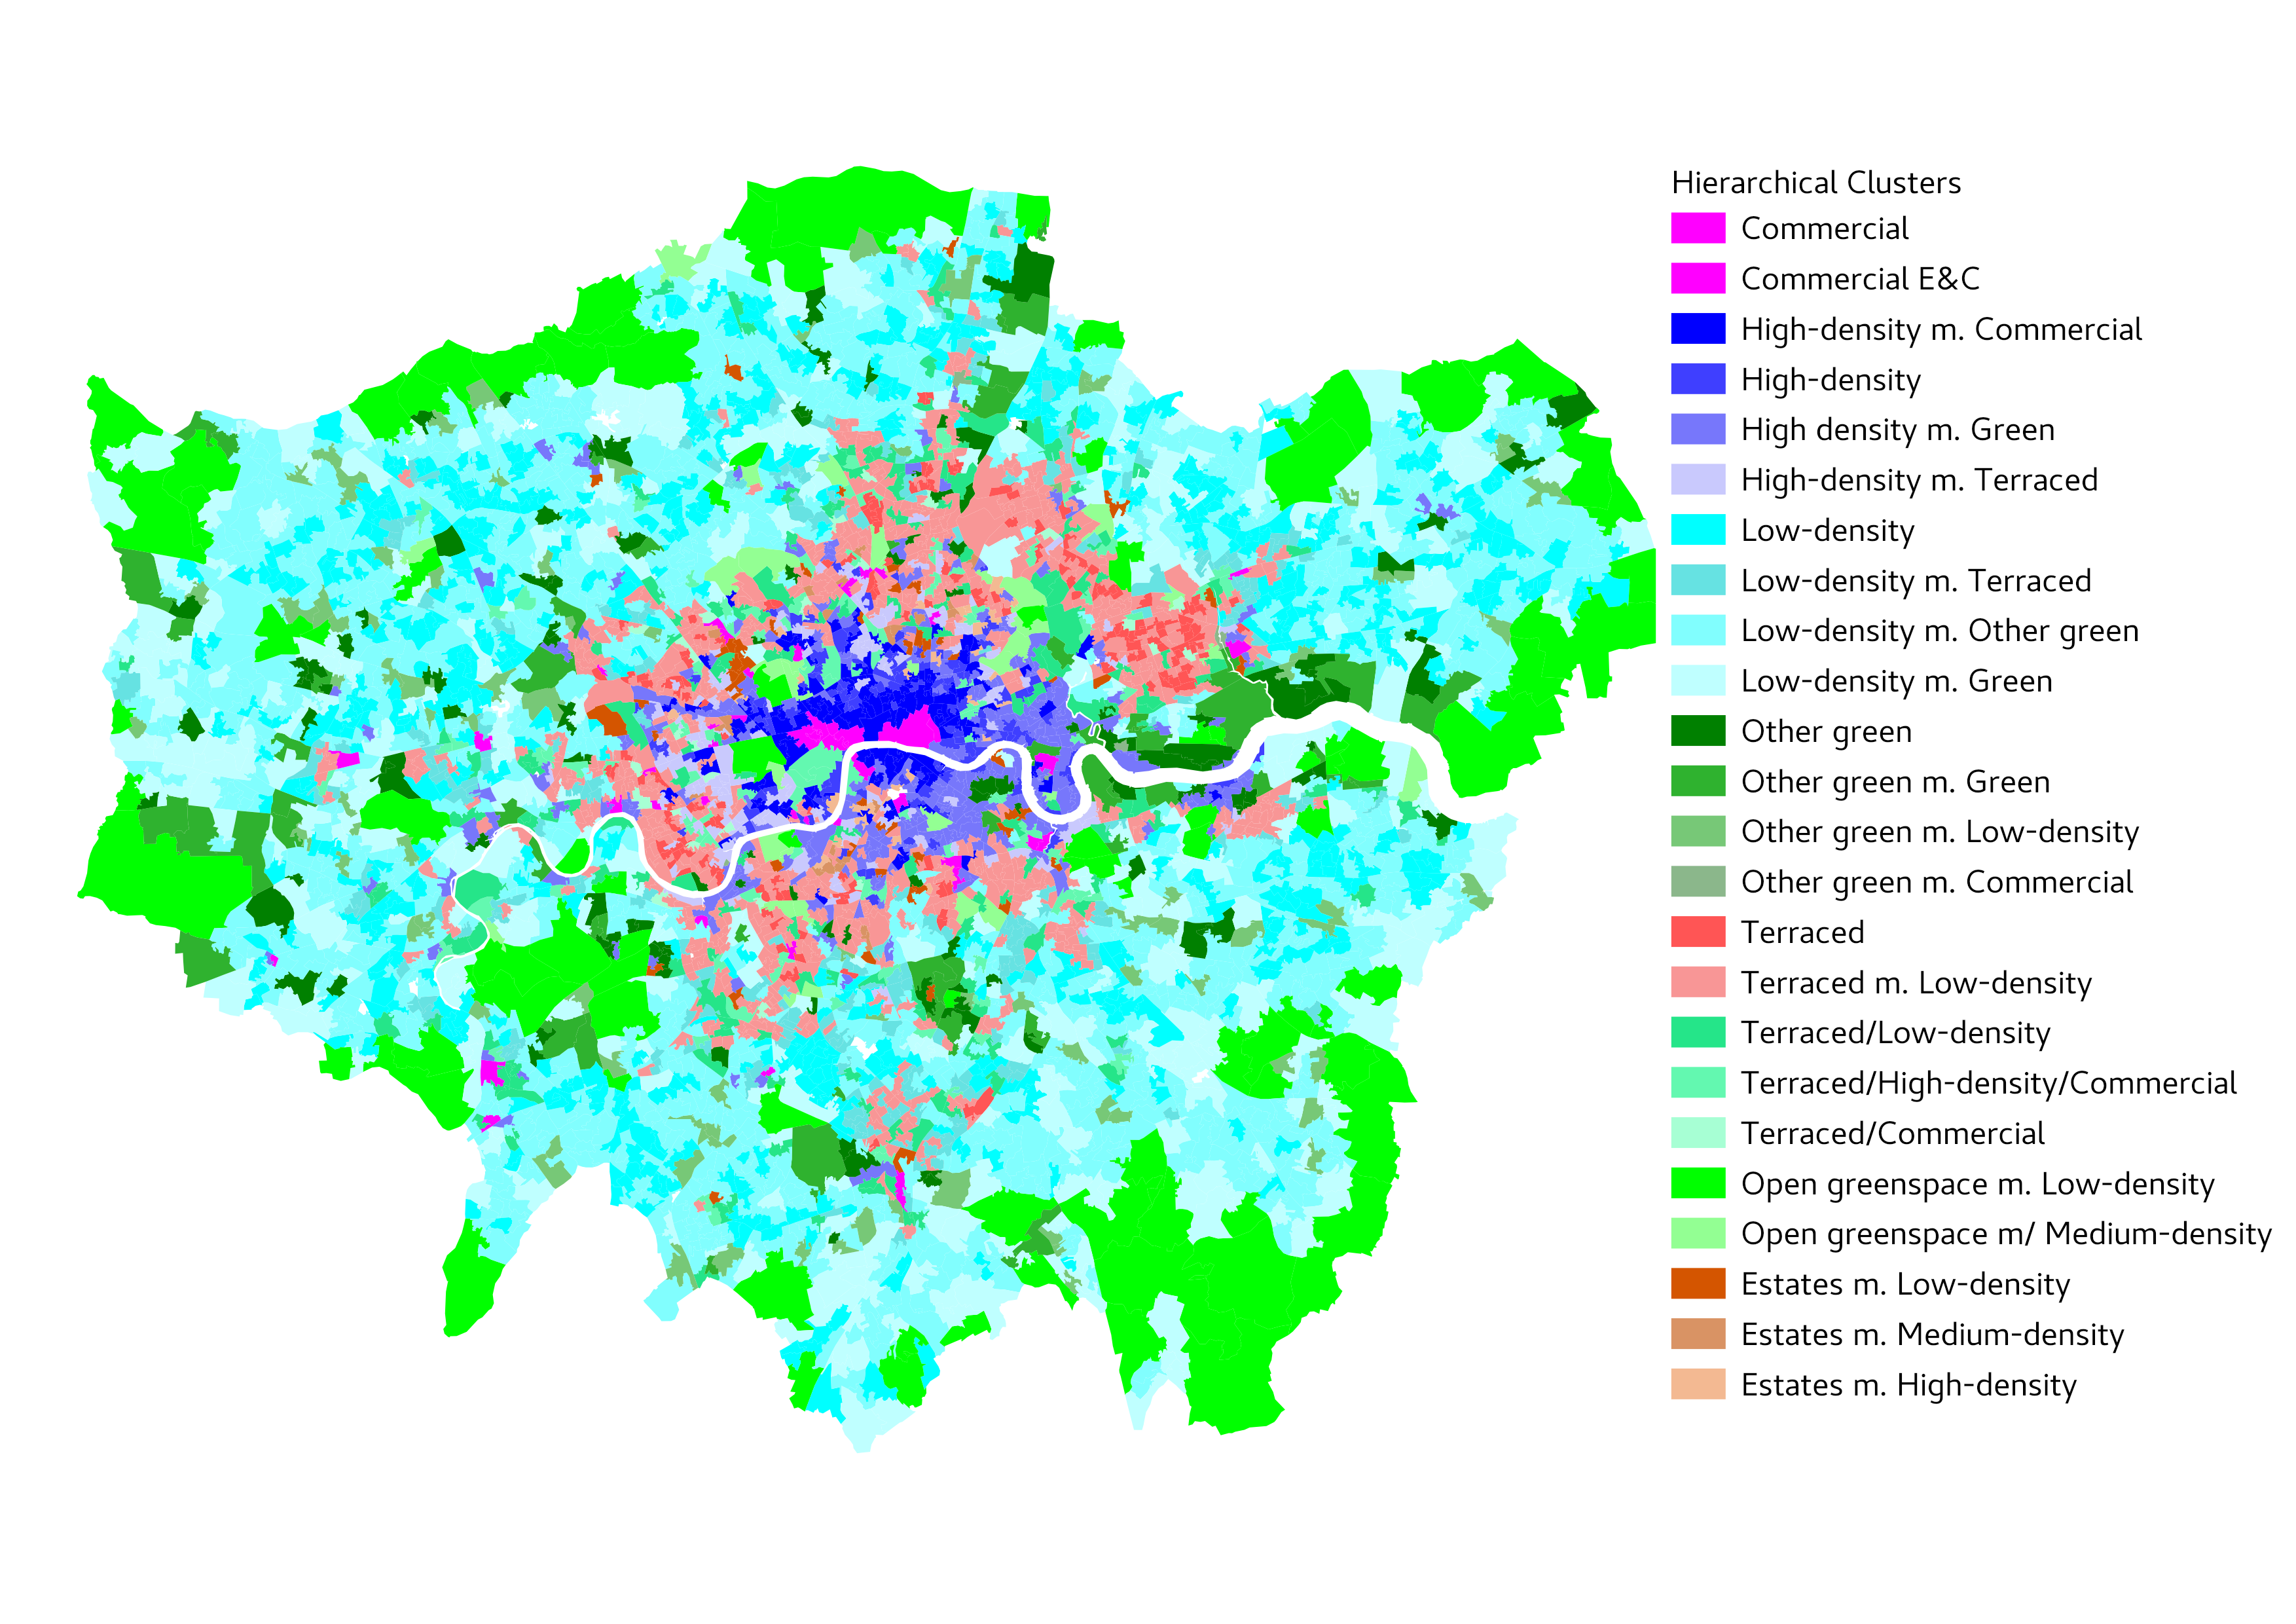 Hierarchical Clusters
Commercial
Commercial E&C
High-density m. Commercial
High-density
High density m. Green
High-density m. Terraced
Low-density
Low-density m. Terraced
Low-density m. Other green
Low-density m. Green
Other green
Other green m. Green
Other green m. Low-density
Other green m. Commercial
Terraced
Terraced m. Low-density
Terraced/Low-density
Terraced/High-density/Commercial
Terraced/Commercial
Open greenspace m. Low-density
Open greenspace m/ Medium-density
Estates m. Low-density
Estates m. Medium-density
Estates m. High-density